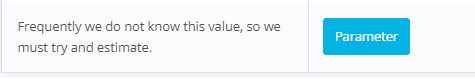 Frequently we do not know this value, so we
must try and estimate.
Parameter